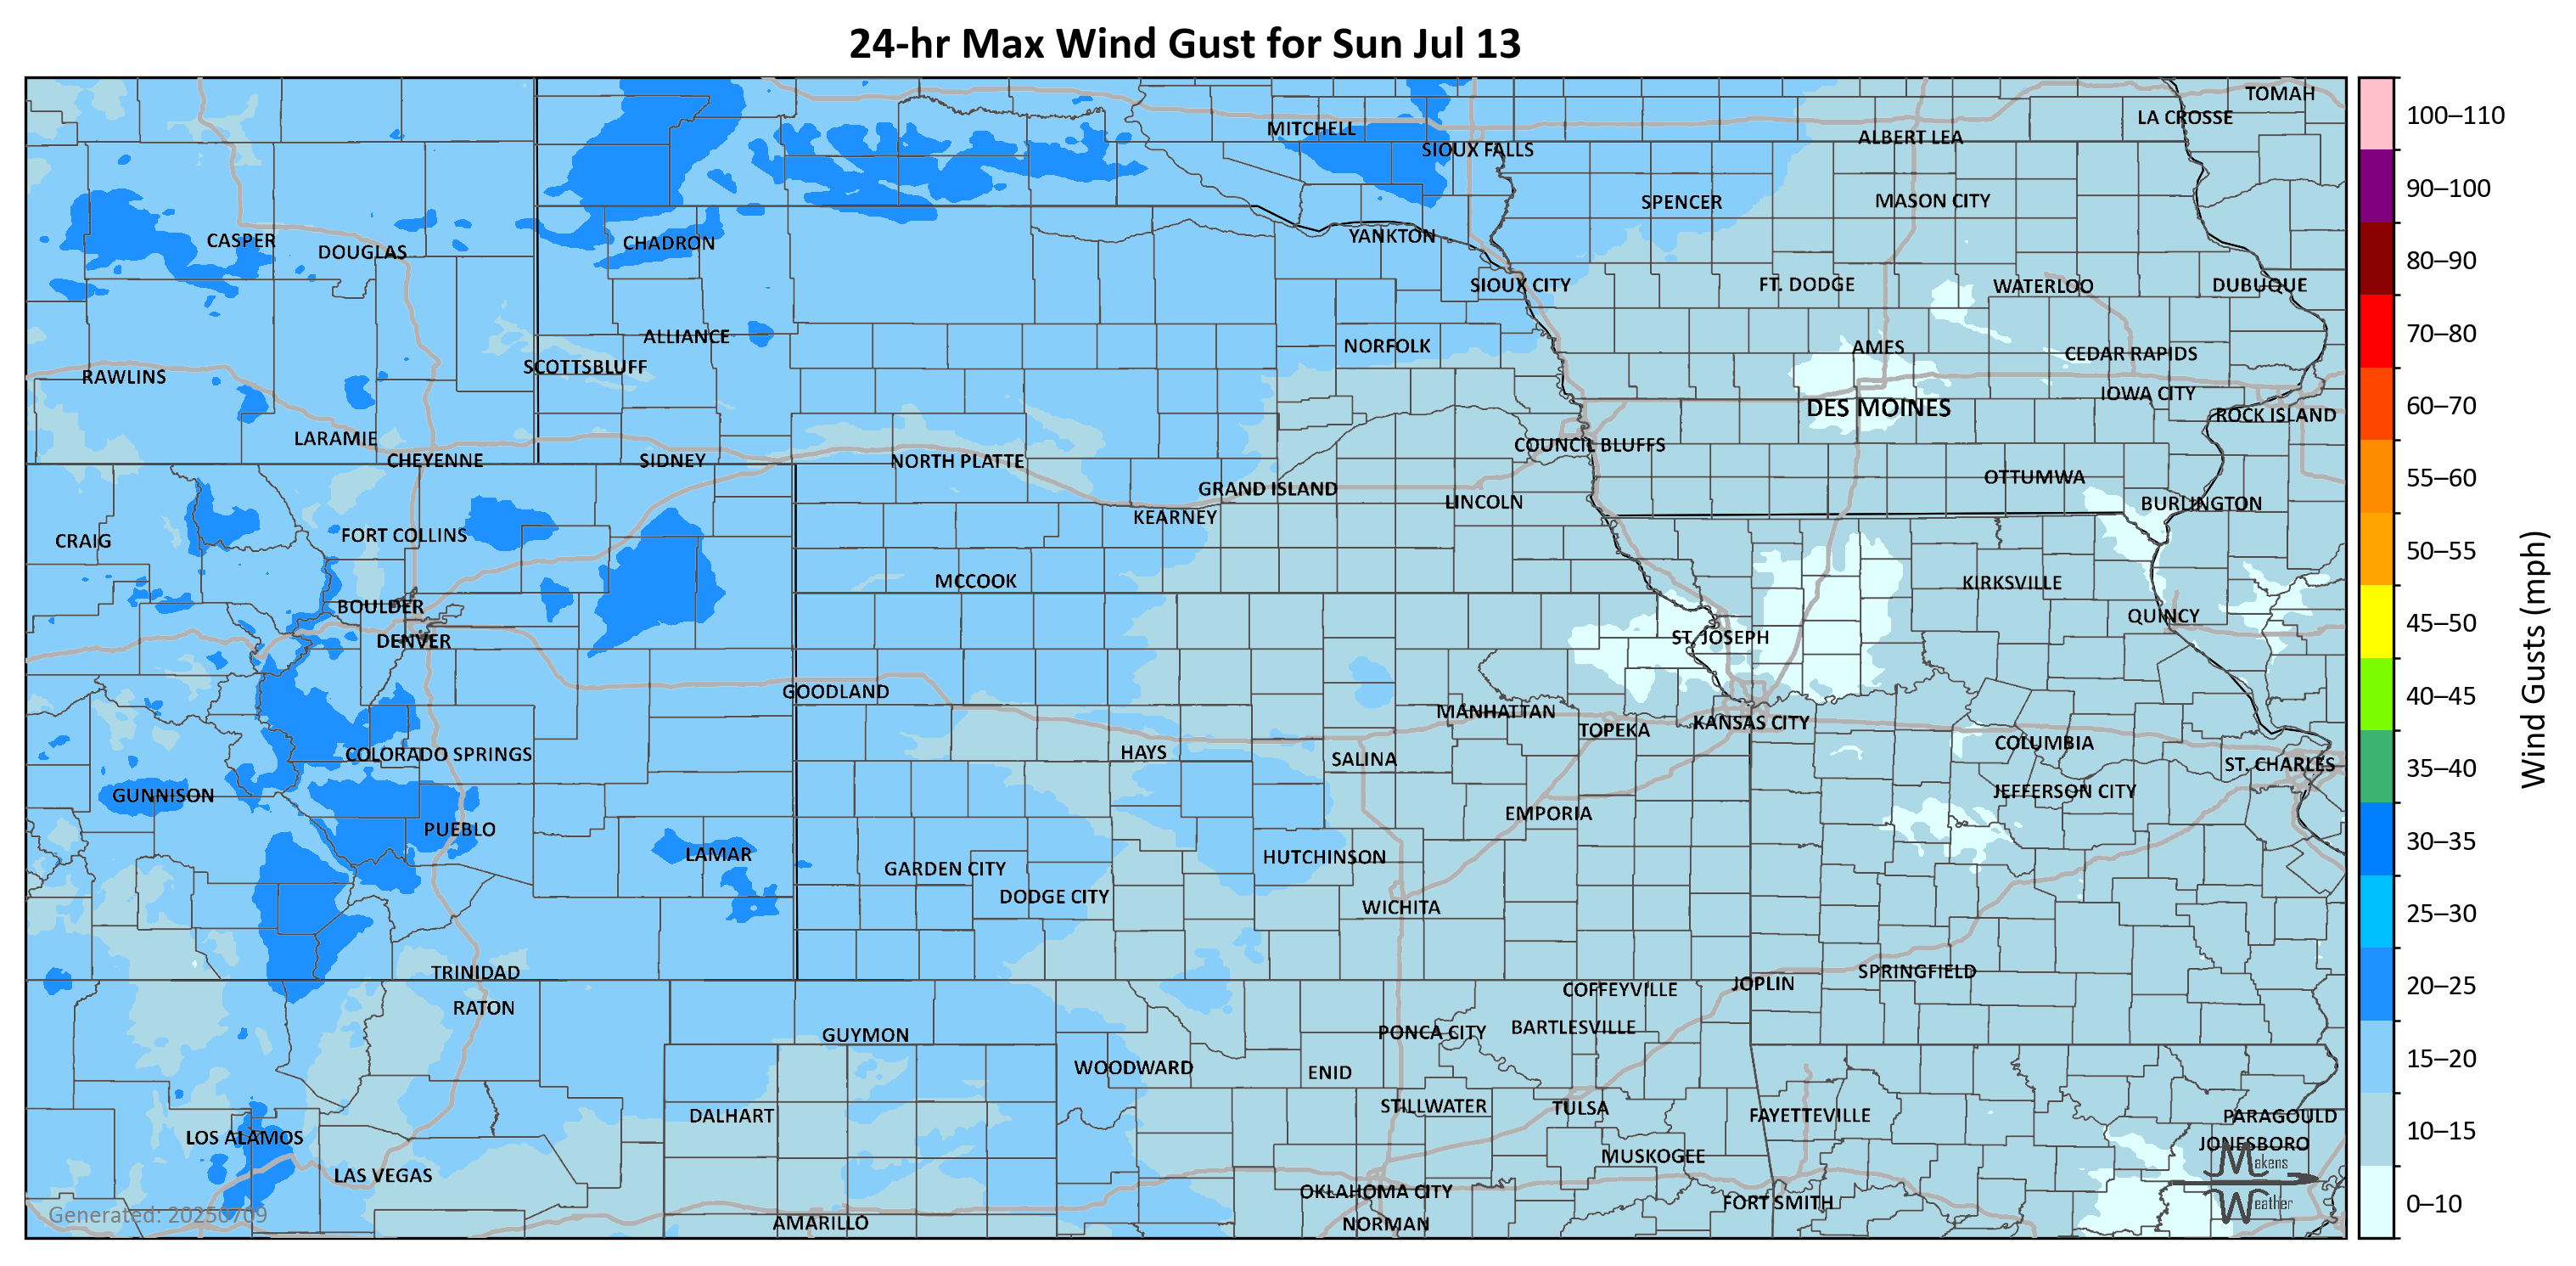 24-hr Max Wind Gust for Sun Jul 13
TOMAH
LA CROSSE
MITCHELL
ALBERT LEA
SIOUX FALLS
SPENCER
MASON CITY
CASPER
DOUGLAS
CHADRON
YANKTON
SIOUX CITY
FT. DODGE
WATERLOO
DUBUQUE
ALLIANCE
NORFOLK
AMES
CEDAR RAPIDS
SCOTTSBLUFF
RAWLINS
IOWA CITY
DES MOINES
ROCK ISLAND
LARAMIE
COUNCIL BLUFFS
CHEYENNE
SIDNEY
NORTH PLATTE
OTTUMWA
GRAND ISLAND
LINCOLN
BURLINGTON
KEARNEY
CRAIG
FORT COLLINS
MCCOOK
KIRKSVILLE
BOULDER
QUINCY
DENVER
ST. JOSEPH
GOODLAND
MANHATTAN
TOPEKA
KANSAS CITY
COLORADO SPRINGS
HAYS
SALINA
COLUMBIA
ST. CHARLES
GUNNISON
JEFFERSON CITY
PUEBLO
EMPORIA
LAMAR
GARDEN CITY
HUTCHINSON
DODGE CITY
WICHITA
TRINIDAD
SPRINGFIELD
JOPLIN
COFFEYVILLE
RATON
GUYMON
PONCA CITY
BARTLESVILLE
WOODWARD
ENID
DALHART
STILLWATER
TULSA
FAYETTEVILLE
PARAGOULD
LOS ALAMOS
JONESBORO
MUSKOGEE
LAS VEGAS
OKLAHOMA CITY
FORT SMITH
AMARILLO
NORMAN
Generated: 20250709
Makens
Weather
100–110
90–100
80–90
70–80
60–70
55–60
50–55
45–50
40–45
35–40
30–35
25–30
20–25
15–20
10–15
0–10
Wind Gusts (mph)